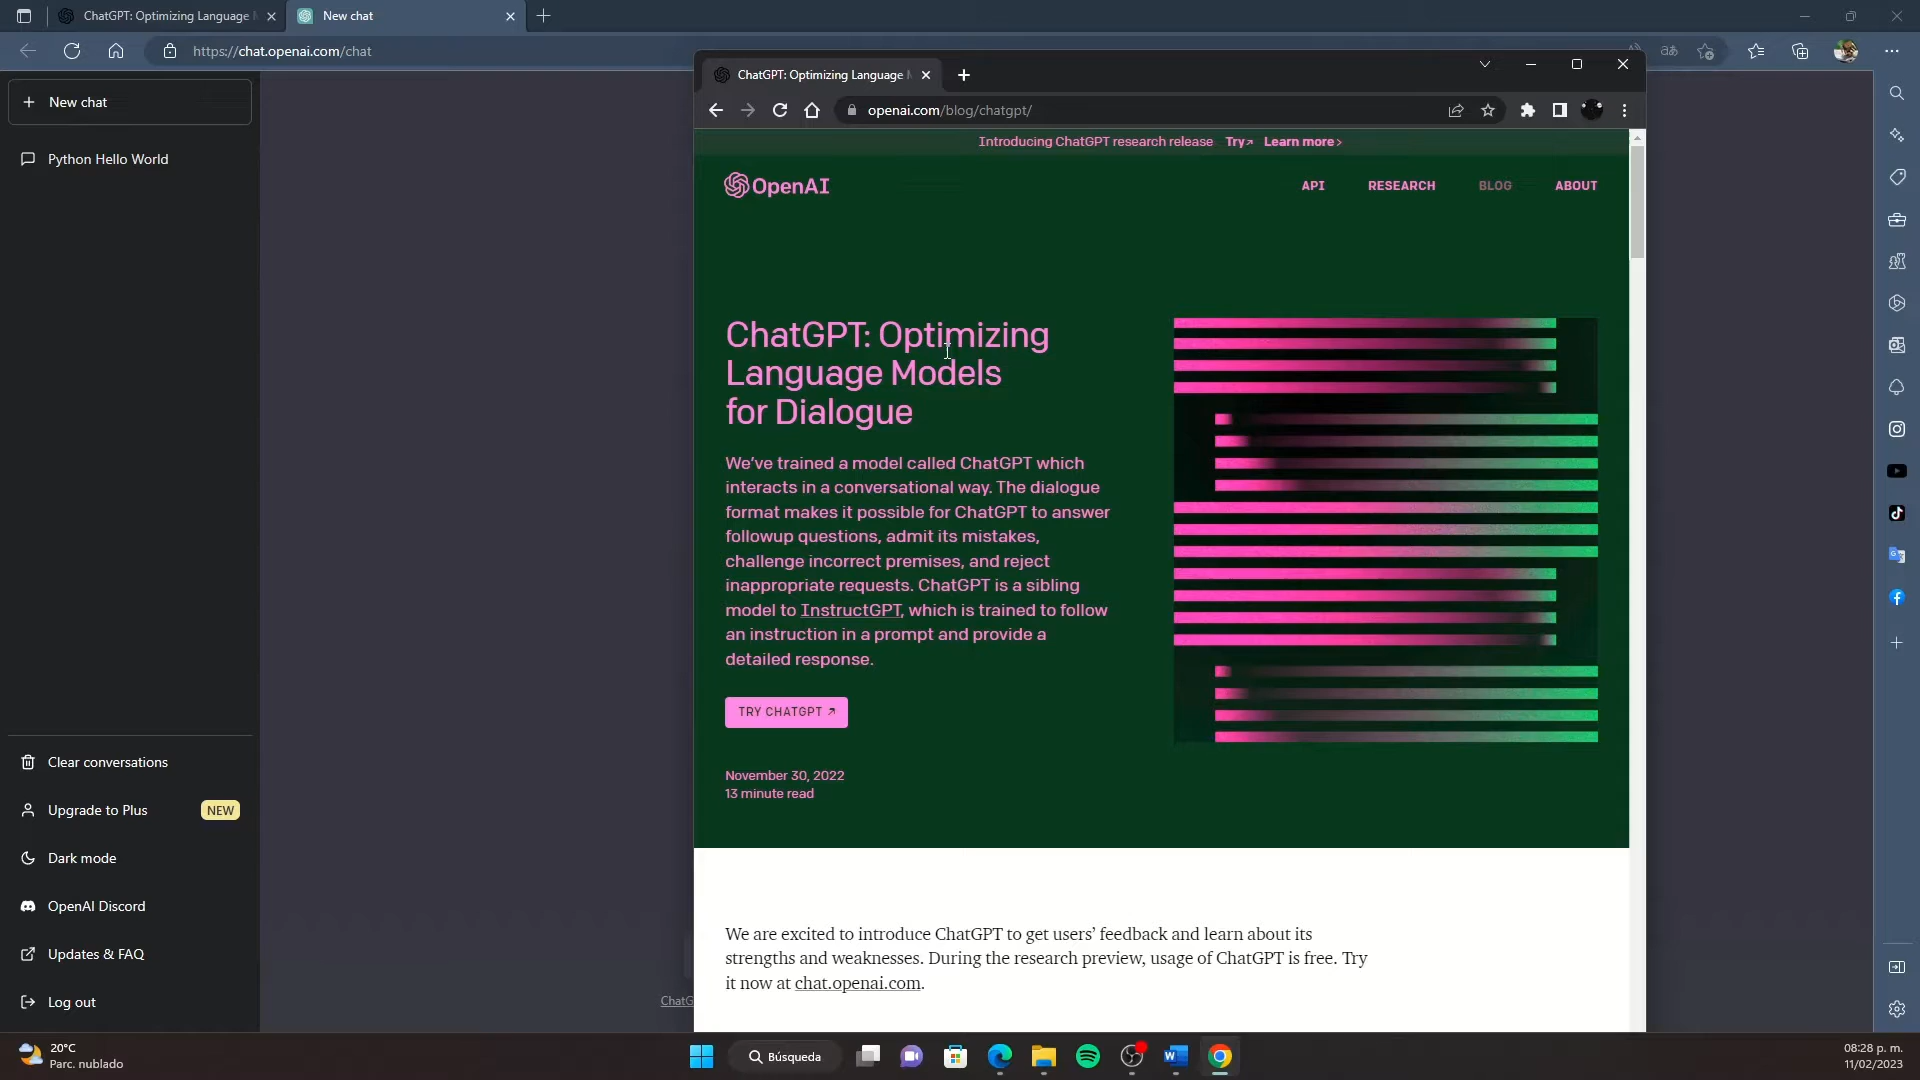 ChatGPT: Optimizing Language
New chat
https://chat.openai.com/chat
New chat
Python Hello World
Clear conversations
Upgrade to Plus
NEW
Dark mode
OpenAI Discord
Updates & FAQ
Log out
ChatGPT: Optimizing Language
openai.com/blog/chatgpt/
Introducing ChatGPT research release Try↗ Learn more›
OpenAI
API RESEARCH BLOG ABOUT
ChatGPT: Optimizing
Language Models
for Dialogue
We’ve trained a model called ChatGPT which
interacts in a conversational way. The dialogue
format makes it possible for ChatGPT to answer
followup questions, admit its mistakes,
challenge incorrect premises, and reject
inappropriate requests. ChatGPT is a sibling
model to InstructGPT, which is trained to follow
an instruction in a prompt and provide a
detailed response.
TRY CHATGPT ↗
November 30, 2022
13 minute read
We are excited to introduce ChatGPT to get users’ feedback and learn about its
strengths and weaknesses. During the research preview, usage of ChatGPT is free. Try
it now at chat.openai.com.
ChatG
20°C
Parc. nublado
Búsqueda
08:28 p. m.
11/02/2023